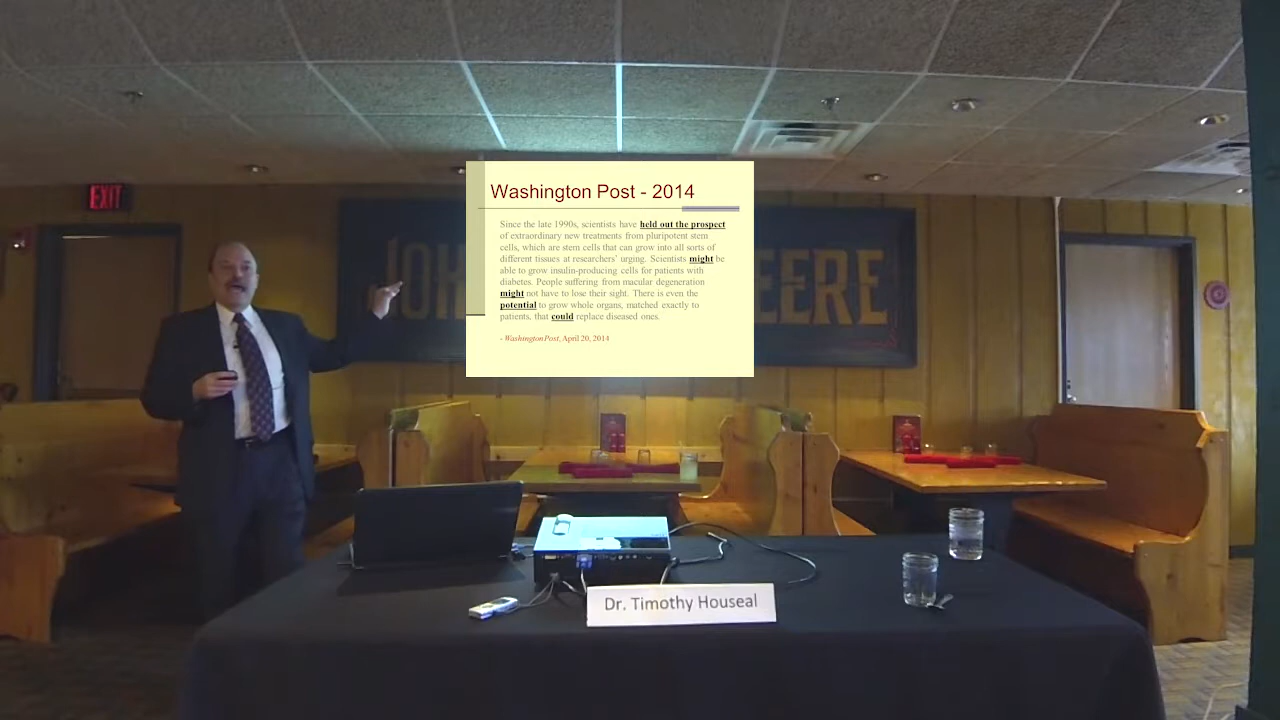 EXIT
Washington Post - 2014
Since the late 1990s, scientists have held out the prospect
of extraordinary new treatments from pluripotent stem
cells, which are stem cells that can grow into all sorts of
different tissues at researchers' urging. Scientists might be
able to grow insulin-producing cells for patients with
diabetes. People suffering from macular degeneration
might not have to lose their sight. There is even the
potential to grow whole organs, matched exactly to
patients, that could replace diseased ones.
- Washington Post, April 20, 2014
JOH
EERE
Dr. Timothy Houseal